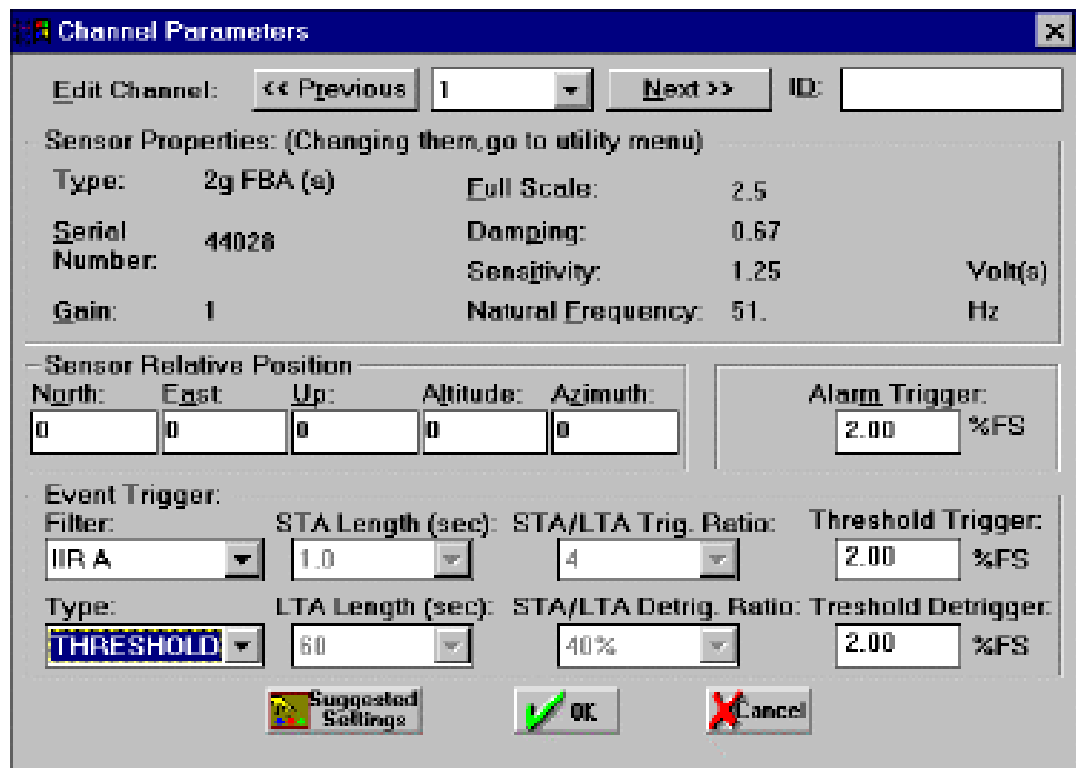 Channel Parameters
Edit Channel: << Previous 1 Next >> ID:
Sensor Properties: (Changing them,go to utility menu)
Type: 2g FBA (s) Full Scale: 2.5
Serial Number: 44028 Damping: 0.67
Sensitivity: 1.25 Volt(s)
Gain: 1 Natural Frequency: 51. Hz
Sensor Relative Position
North: East: Up: Altitude: Azimuth: Alarm Trigger:
0 0 0 0 0 2.00 %FS
Event Trigger:
Filter: STA Length (sec): STA/LTA Trig. Ratio: Threshold Trigger:
IIR A 1.0 4 2.00 %FS
Type: LTA Length (sec): STA/LTA Detrig. Ratio: Treshold Detrigger:
THRESHOLD 60 40% 2.00 %FS
Suggested Settings OK Cancel